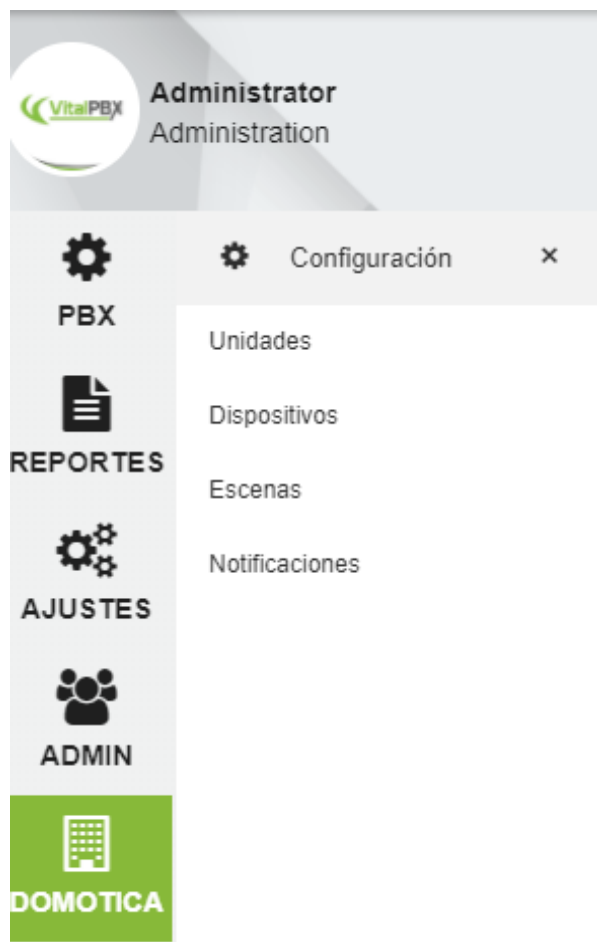 VitalPBX
Administrator
Administration
PBX
REPORTES
AJUSTES
ADMIN
DOMOTICA
Configuración ×
Unidades
Dispositivos
Escenas
Notificaciones